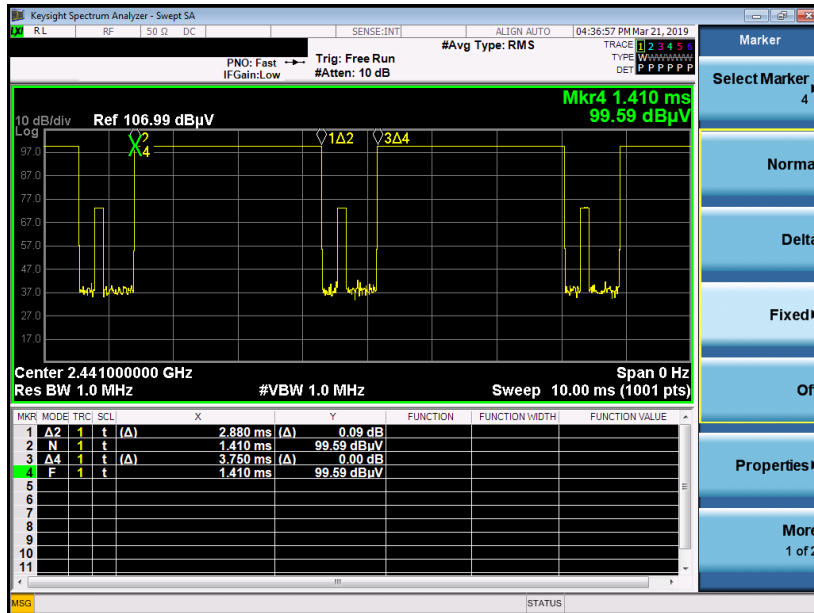 Keysight Spectrum Analyzer - Swept SA
LXI RL RF 50 Ω DC SENSE:INT ALIGN AUTO 04:36:57 PM Mar 21, 2019
#Avg Type: RMS TRACE 1 2 3 4 5 6
PNO: Fast Trig: Free Run TYPE WWWWWW
IFGain:Low #Atten: 10 dB DET P P P P P P
Mkr4 1.410 ms
10 dB/div Ref 106.99 dBµV 99.59 dBµV
Log
2 1Δ2 3Δ4
4
97.0
87.0
77.0
67.0
57.0
47.0
37.0
27.0
17.0
Center 2.441000000 GHz Span 0 Hz
Res BW 1.0 MHz #VBW 1.0 MHz Sweep 10.00 ms (1001 pts)
MKR MODE TRC SCL X Y FUNCTION FUNCTION WIDTH FUNCTION VALUE
1 Δ2 1 t (Δ) 2.880 ms (Δ) 0.09 dB
2 N 1 t 1.410 ms 99.59 dBµV
3 Δ4 1 t (Δ) 3.750 ms (Δ) 0.00 dB
4 F 1 t 1.410 ms 99.59 dBµV
5
6
7
8
9
10
11
MSG STATUS
Marker
Select Marker
4
Norma
Delta
Fixed
Of
Properties
More
1 of 2